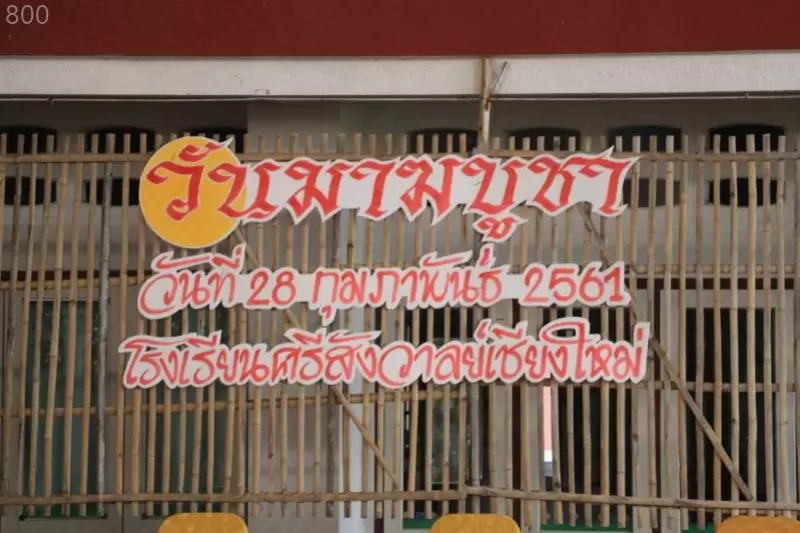 800
วันมาฆบูชา
วันที่ 28 กุมภาพันธ์ 2561
โรงเรียนศรีสังวาลย์เชียงใหม่